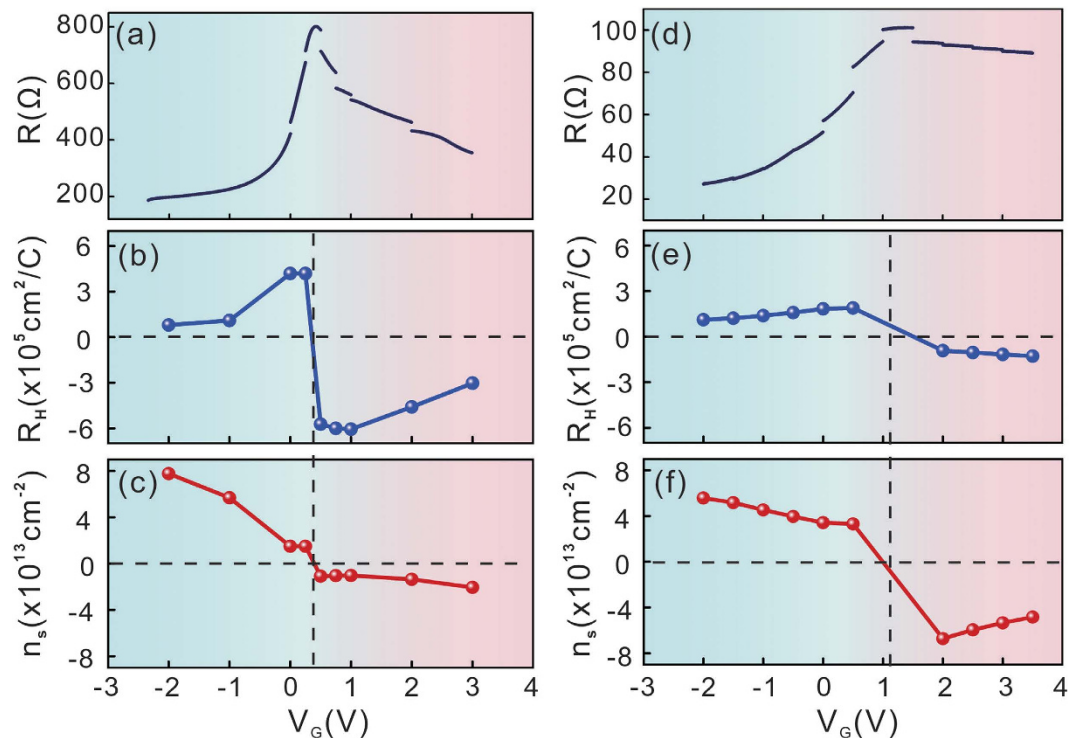 (a)
R(Ω)
800
600
400
200
(b)
R_H(x10^5cm^2/C)
6
3
0
-3
-6
(c)
n_s(x10^13cm^-2)
8
4
0
-4
-8
-3 -2 -1 0 1 2 3 4
V_G(V)
(d)
R(Ω)
100
80
60
40
20
(e)
R_H(x10^5cm^2/C)
6
3
0
-3
-6
(f)
n_s(x10^13cm^-2)
8
4
0
-4
-8
-3 -2 -1 0 1 2 3 4
V_G(V)